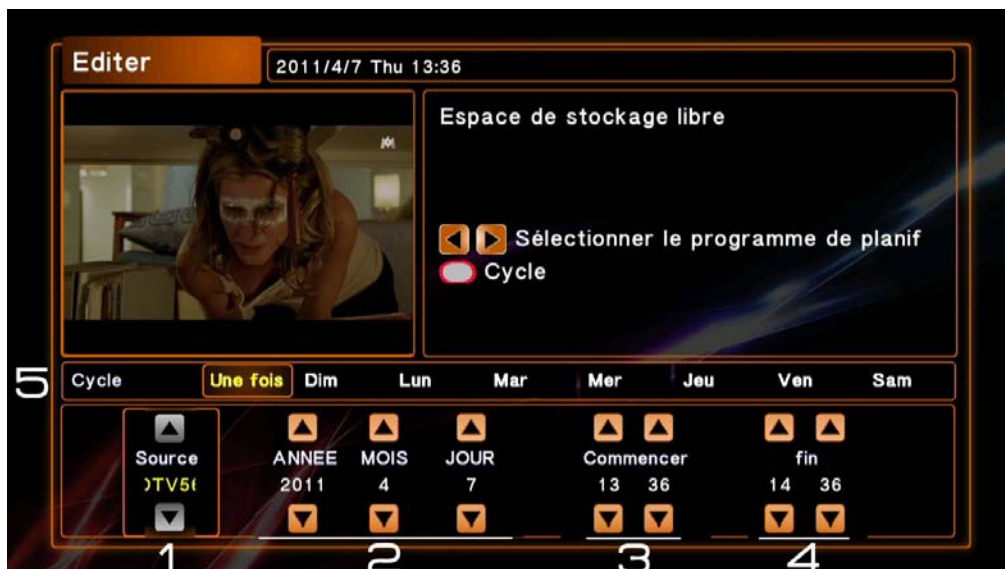 Editer
2011/4/7 Thu 13:36
Espace de stockage libre
Sélectionner le programme de planif
Cycle
5
Cycle Une fois Dim Lun Mar Mer Jeu Ven Sam
Source ANNEE MOIS JOUR Commencer fin
2011 4 7 13 36 14 36
1 2 3 4